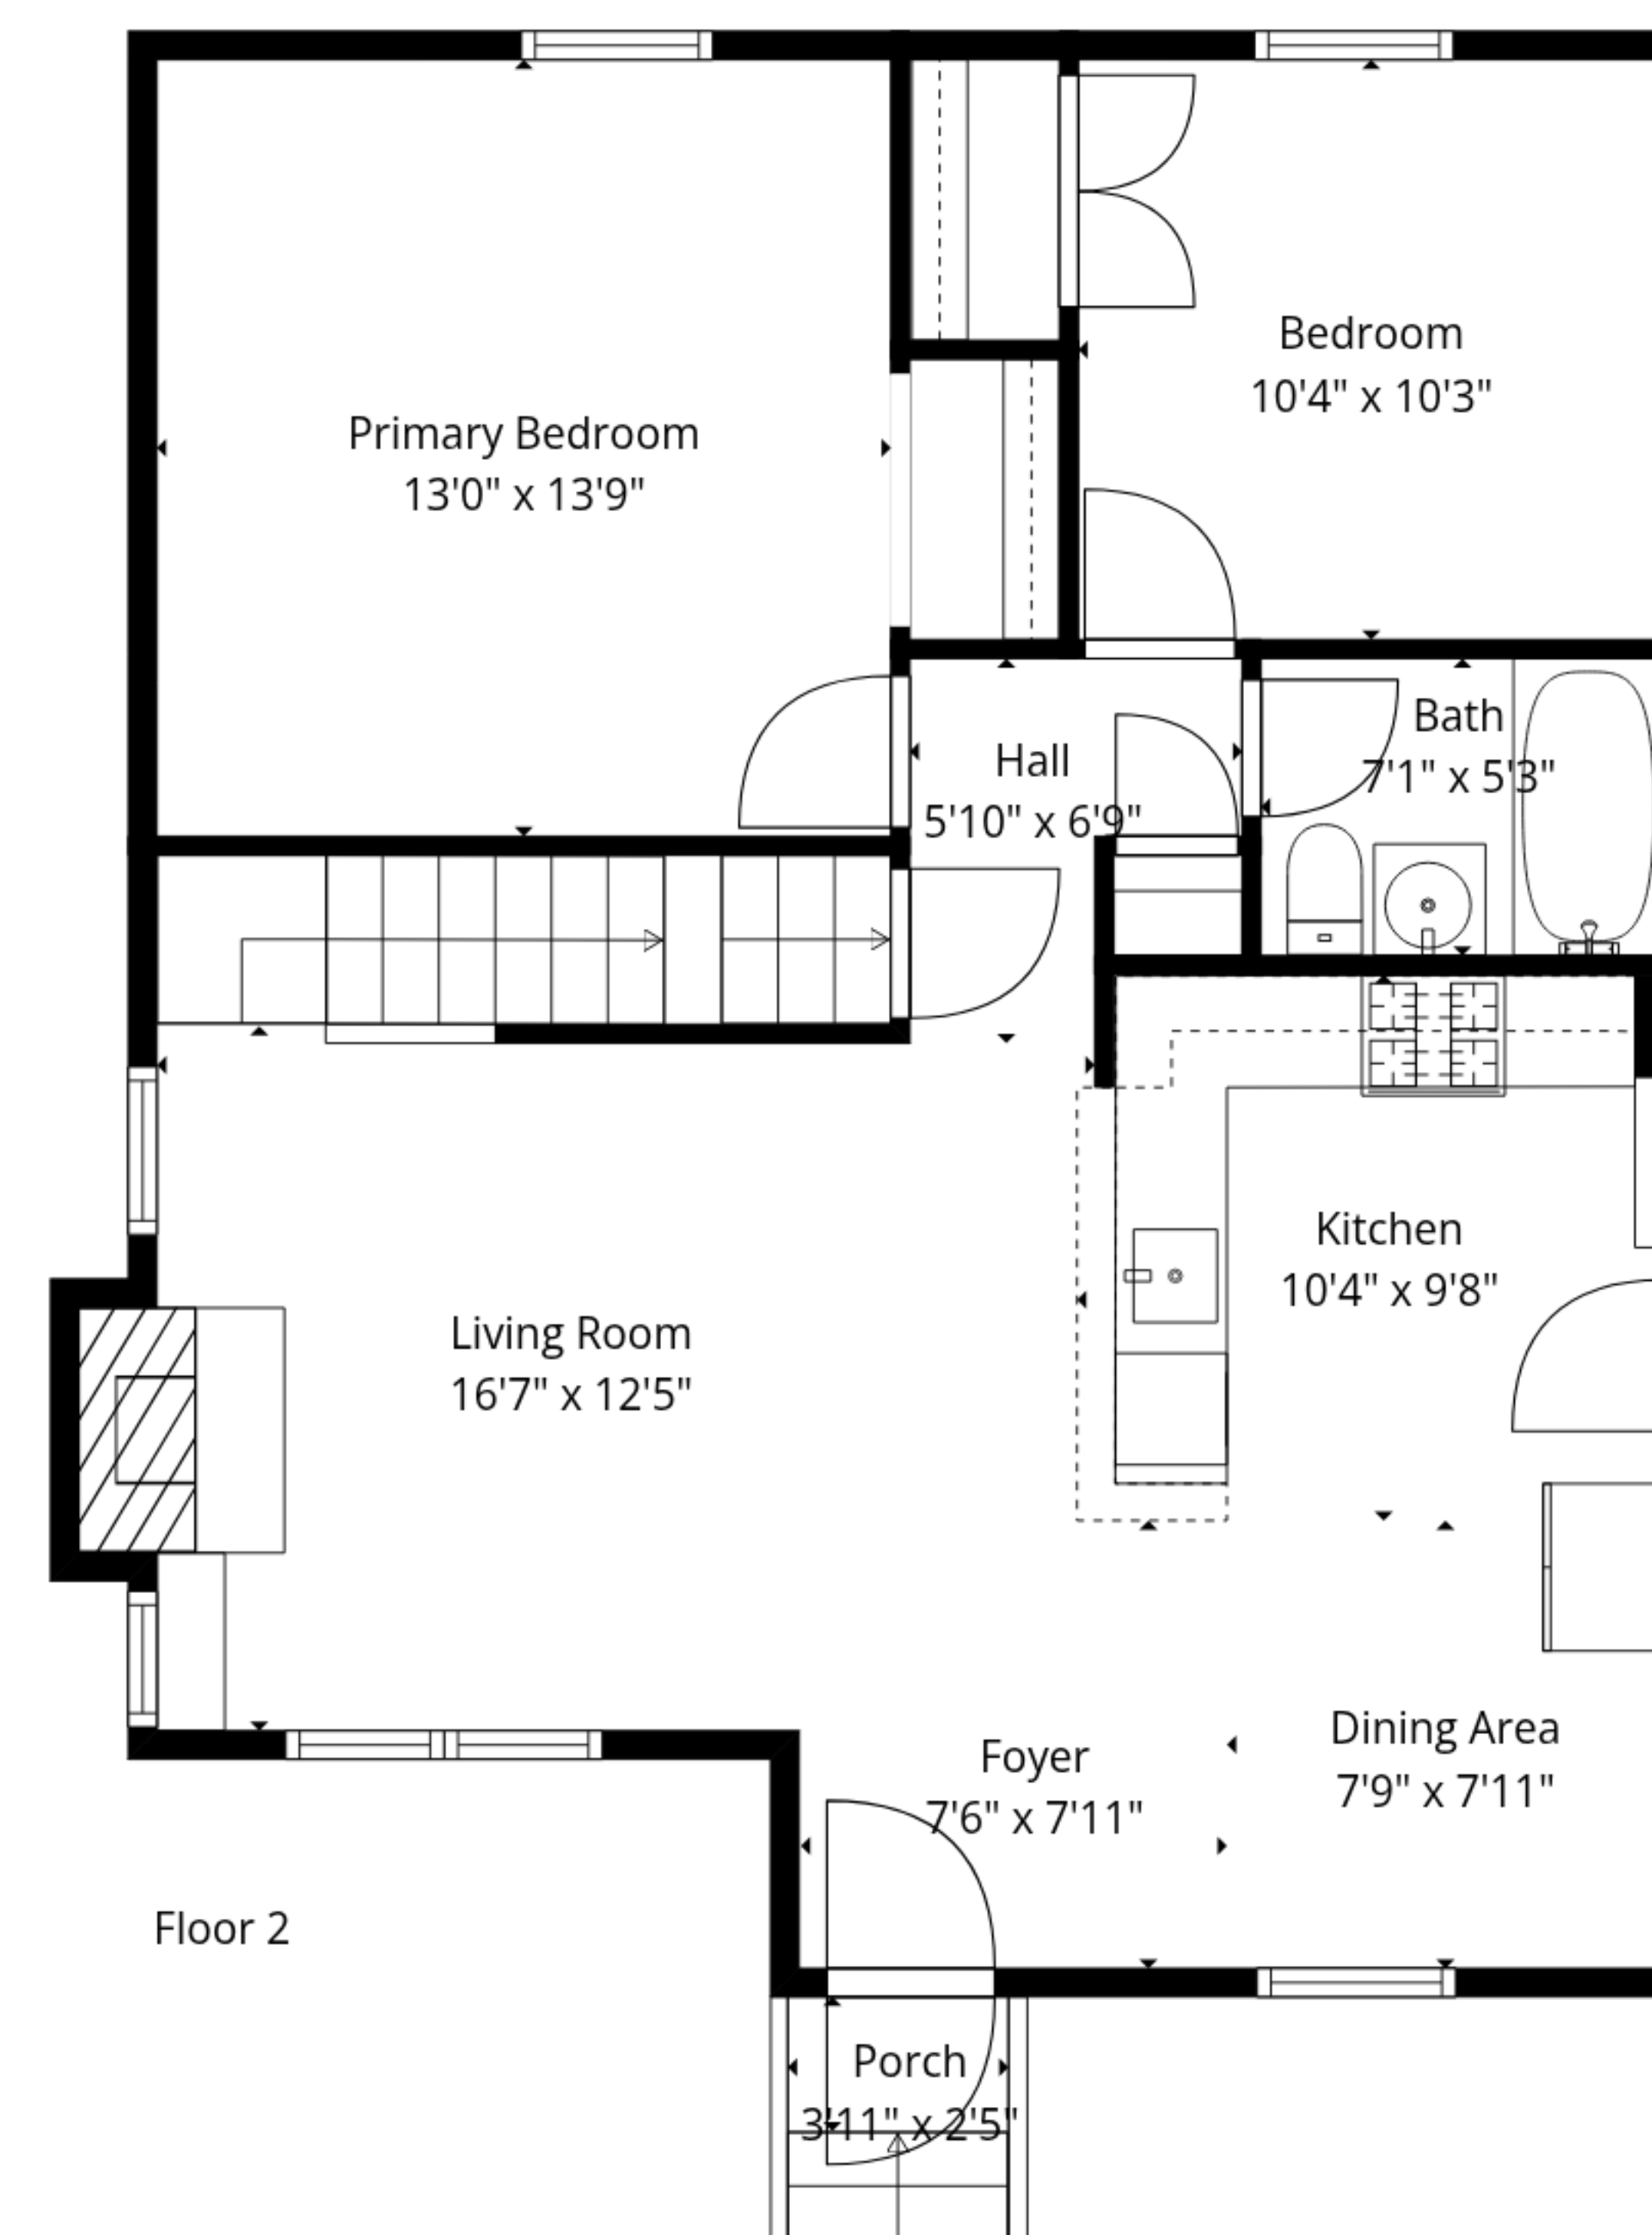 Bedroom
10'4" x 10'3"
Primary Bedroom
13'0" x 13'9"
Bath
7'1" x 5'3"
Hall
5'10" x 6'9"
Kitchen
10'4" x 9'8"
Living Room
16'7" x 12'5"
Dining Area
7'9" x 7'11"
Foyer
7'6" x 7'11"
Floor 2
Porch
3'11" x 2'5"